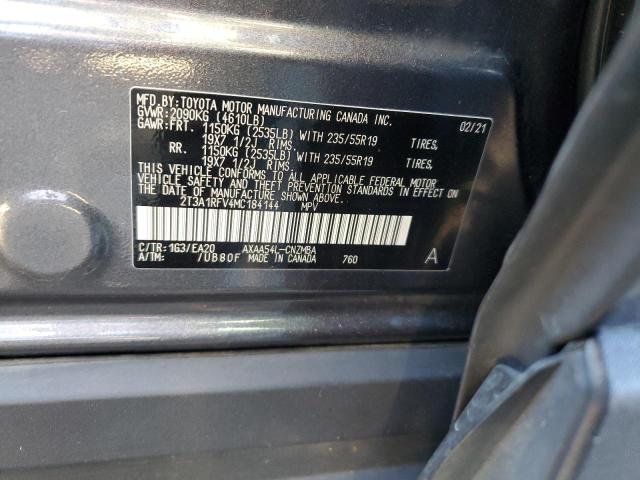 MFD.BY:TOYOTA MOTOR MANUFACTURING CANADA INC.
GVWR:2090KG (4610LB) 02/21
GAWR:FRT. 1150KG (2535LB) WITH 235/55R19 TIRES,
19X7 1/2J RIMS.
RR. 1150KG (2535LB) WITH 235/55R19 TIRES,
19X7 1/2J RIMS.
THIS VEHICLE CONFORMS TO ALL APPLICABLE FEDERAL MOTOR
VEHICLE SAFETY AND THEFT PREVENTION STANDARDS IN EFFECT
ON THE DATE OF MANUFACTURE SHOWN ABOVE.
2T3A1RFV4MC184144 MPV
C/TR:1G3/EA20 AXAA54L-CNZMBA
A/TM: /UB80F MADE IN CANADA 760 A